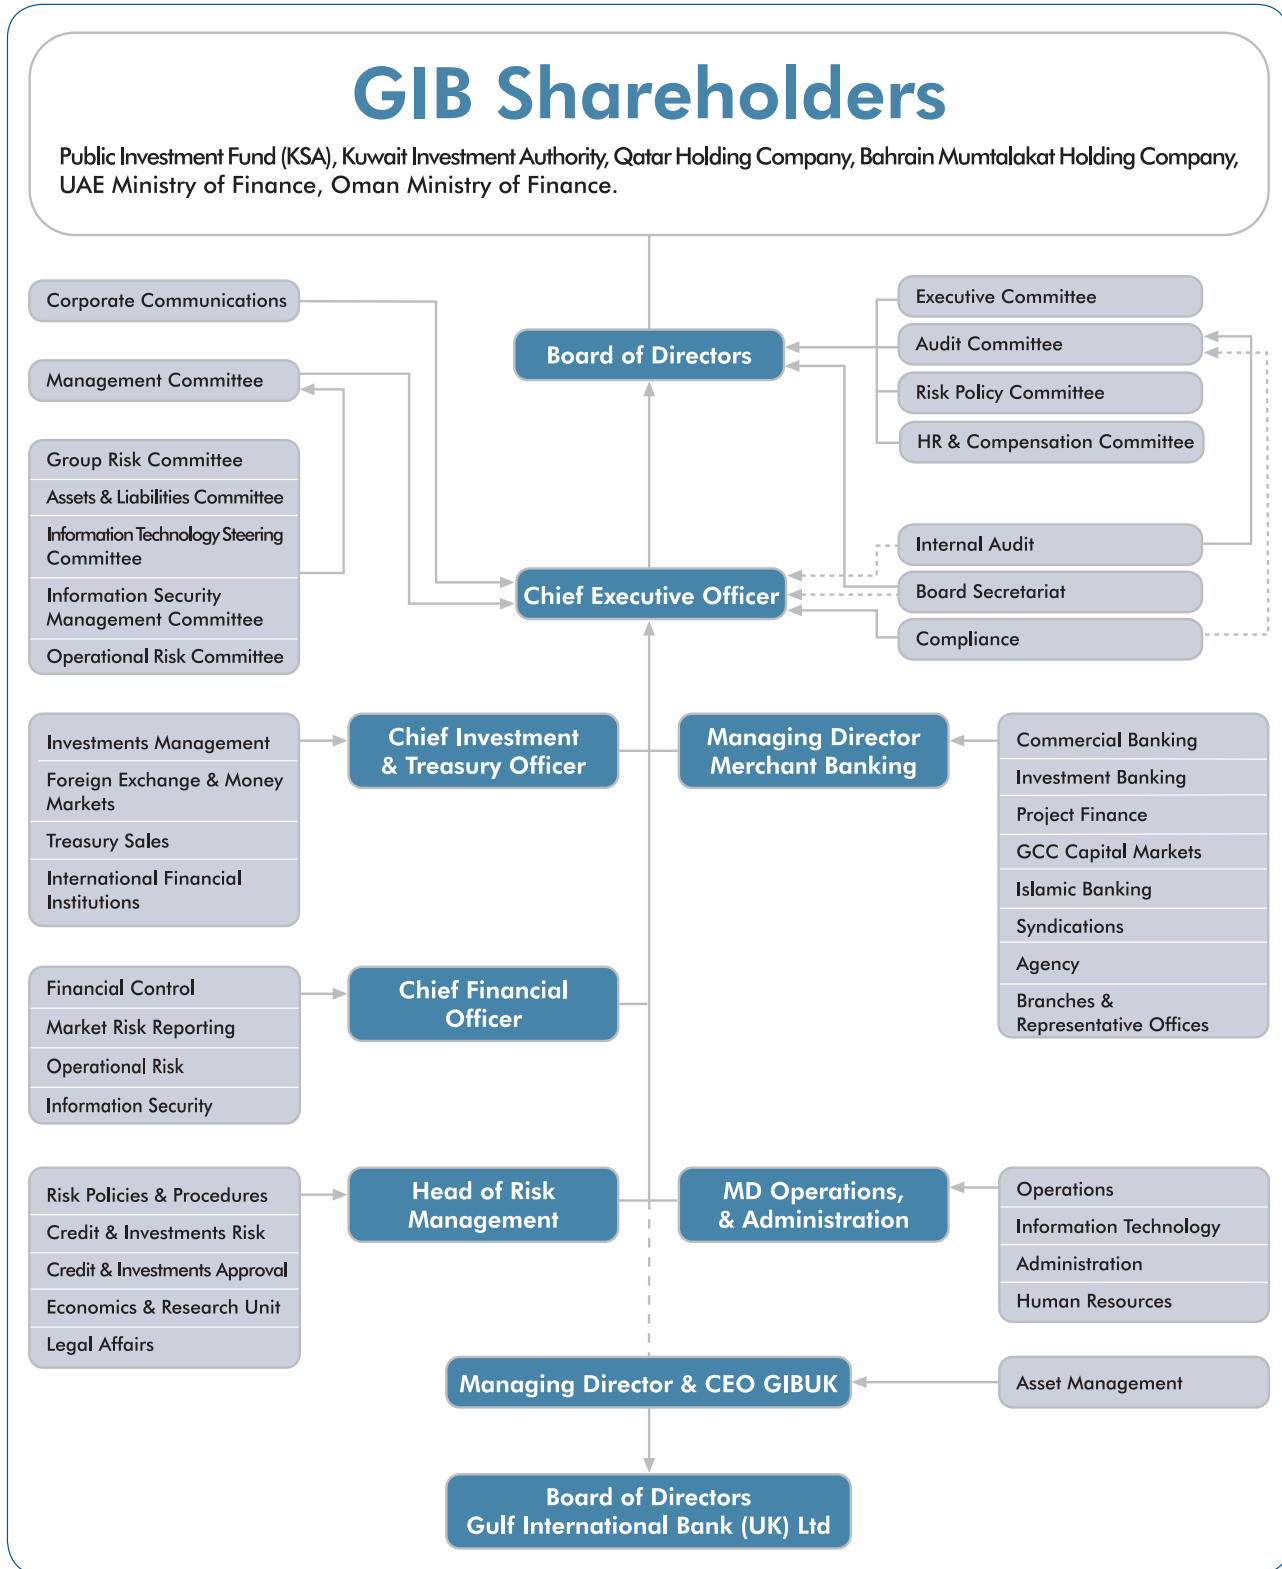 GIB Shareholders
Public Investment Fund (KSA), Kuwait Investment Authority, Qatar Holding Company, Bahrain Mumtalakat Holding Company,
UAE Ministry of Finance, Oman Ministry of Finance.
Corporate Communications
Management Committee
Group Risk Committee
Assets & Liabilities Committee
Information Technology Steering
Committee
Information Security
Management Committee
Operational Risk Committee
Board of Directors
Executive Committee
Audit Committee
Risk Policy Committee
HR & Compensation Committee
Chief Executive Officer
Internal Audit
Board Secretariat
Compliance
Investments Management
Foreign Exchange & Money
Markets
Treasury Sales
International Financial
Institutions
Chief Investment
& Treasury Officer
Managing Director
Merchant Banking
Commercial Banking
Investment Banking
Project Finance
GCC Capital Markets
Islamic Banking
Syndications
Agency
Branches &
Representative Offices
Financial Control
Market Risk Reporting
Operational Risk
Information Security
Chief Financial
Officer
Risk Policies & Procedures
Credit & Investments Risk
Credit & Investments Approval
Economics & Research Unit
Legal Affairs
Head of Risk
Management
MD Operations,
& Administration
Operations
Information Technology
Administration
Human Resources
Managing Director & CEO GIBUK
Asset Management
Board of Directors
Gulf International Bank (UK) Ltd